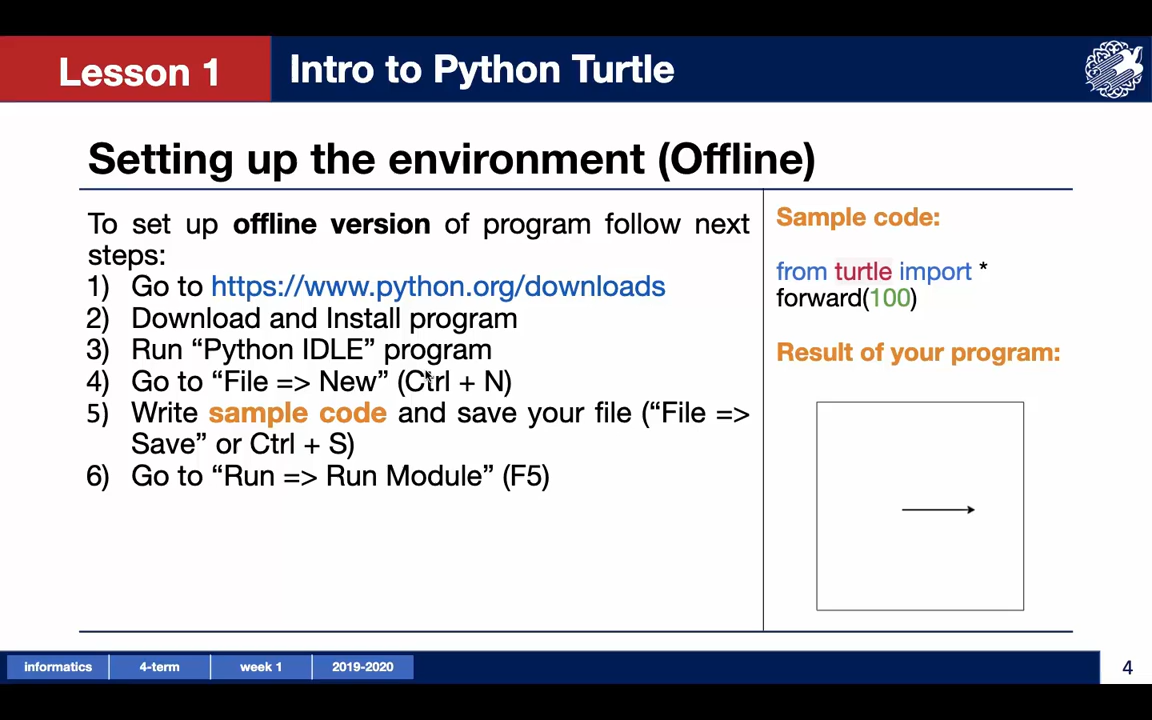 Lesson 1
Intro to Python Turtle
Setting up the environment (Offline)
To set up offline version of program follow next
steps:
1) Go to https://www.python.org/downloads
2) Download and Install program
3) Run “Python IDLE” program
4) Go to “File => New” (Ctrl + N)
5) Write sample code and save your file (“File =>
Save” or Ctrl + S)
6) Go to “Run => Run Module” (F5)
Sample code:
from turtle import *
forward(100)
Result of your program:
informatics
4-term
week 1
2019-2020
4